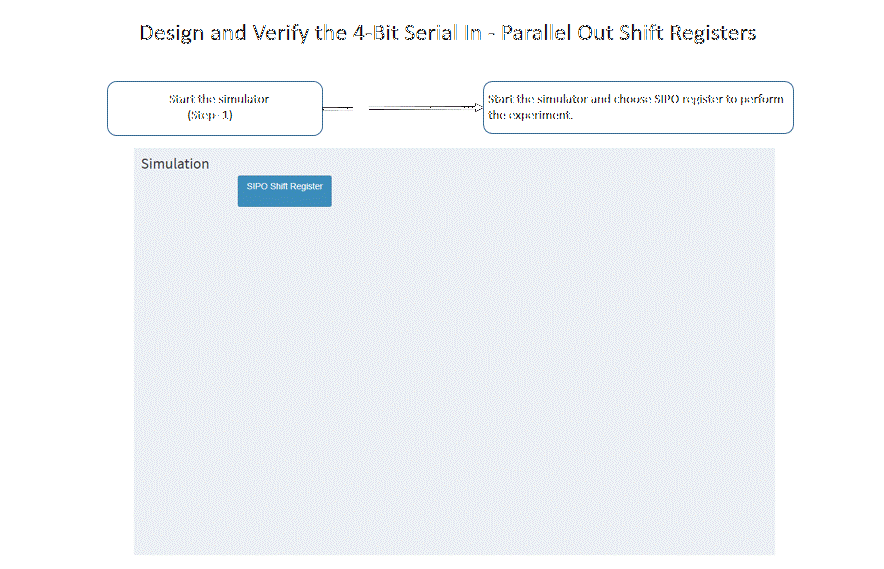 Design and Verify the 4-Bit Serial In - Parallel Out Shift Registers
Start the simulator
(Step- 1)
Start the simulator and choose SIPO register to perform
the experiment.
Simulation
SIPO Shift Register